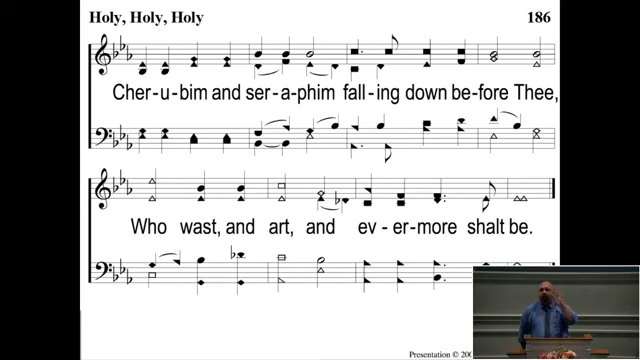 Holy, Holy, Holy 186
Cher-u-bim and ser-a-phim fall-ing down be-fore Thee,
Who wast, and art, and ev-er-more shalt be.
Presentation © 200